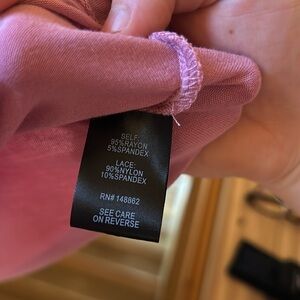 SELF:
95%RAYON
5%SPANDEX
LACE:
90%NYLON
10%SPANDEX
RN# 148862
SEE CARE
ON REVERSE